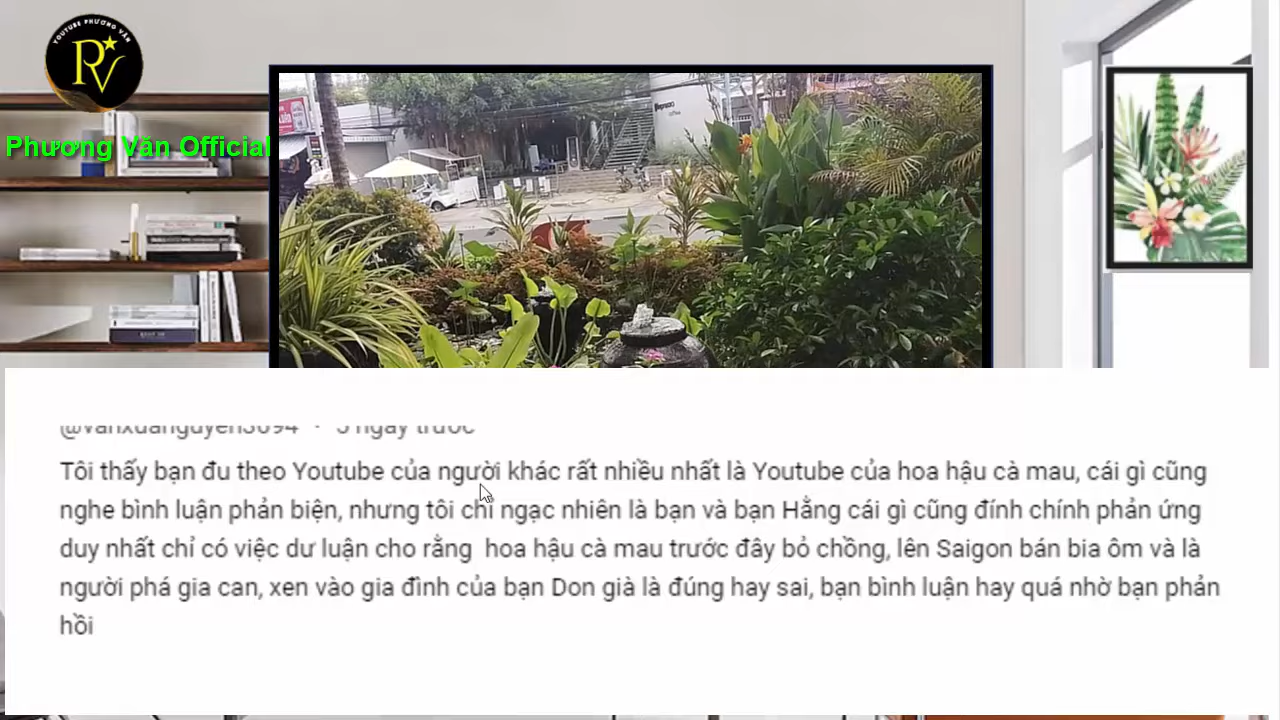 YOUTUBE PHƯƠNG VĂN
Phương Văn Official
Tôi thấy bạn đu theo Youtube của người khác rất nhiều nhất là Youtube của hoa hậu cà mau, cái gì cũng
nghe bình luận phản biện, nhưng tôi chỉ ngạc nhiên là bạn và bạn Hằng cái gì cũng đính chính phản ứng
duy nhất chỉ có việc dư luận cho rằng hoa hậu cà mau trước đây bỏ chồng, lên Saigon bán bia ôm và là
người phá gia can, xen vào gia đình của bạn Don già là đúng hay sai, bạn bình luận hay quá nhờ bạn phản
hồi